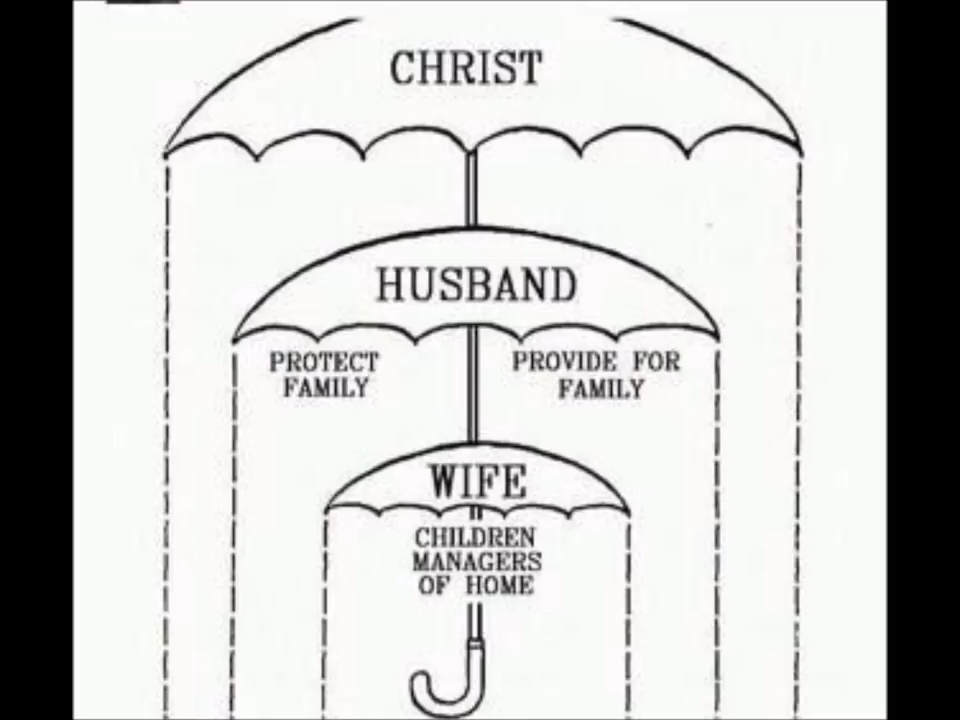 CHRIST
HUSBAND
PROTECT
FAMILY
PROVIDE FOR
FAMILY
WIFE
CHILDREN
MANAGERS
OF HOME